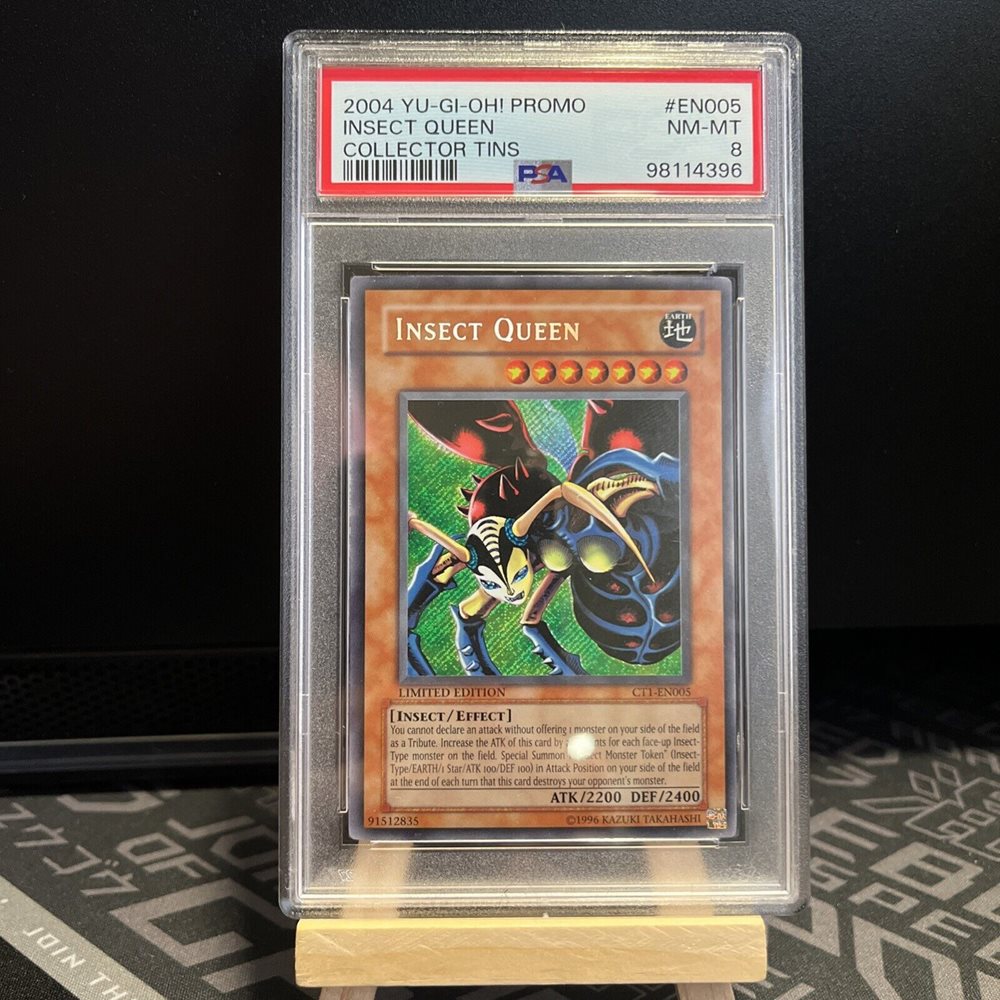 2004 YU-GI-OH! PROMO #EN005
INSECT QUEEN NM-MT
COLLECTOR TINS 8
PSA 98114396
INSECT QUEEN
EARTH
地
LIMITED EDITION CT1-EN005
[INSECT/EFFECT]
You cannot declare an attack without offering 1 monster on your side of the field
as a Tribute. Increase the ATK of this card by for each face-up Insect-
Type monster on the field. Special Summon Monster Token" (Insect-
Type/EARTH/1 Star/ATK 100/DEF 100) in Attack Position on your side of the field
at the end of each turn that this card destroys your opponent's monster.
ATK/2200 DEF/2400
91512835 ©1996 KAZUKI TAKAHASHI
JOIN TH